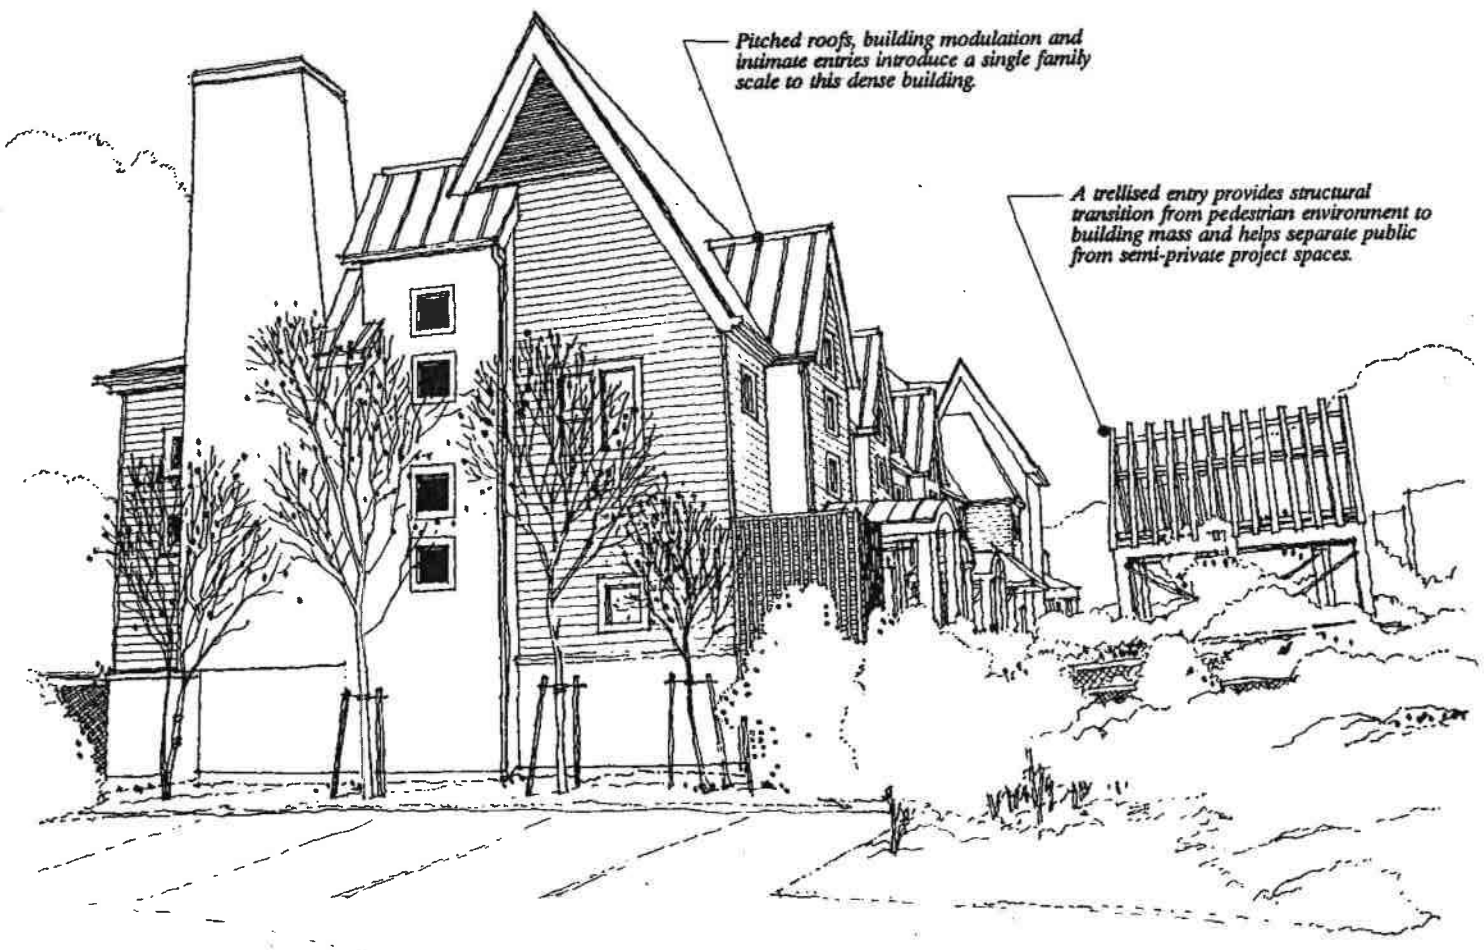 Pitched roofs, building modulation and
intimate entries introduce a single family
scale to this dense building.
A trellised entry provides structural
transition from pedestrian environment to
building mass and helps separate public
from semi-private project spaces.